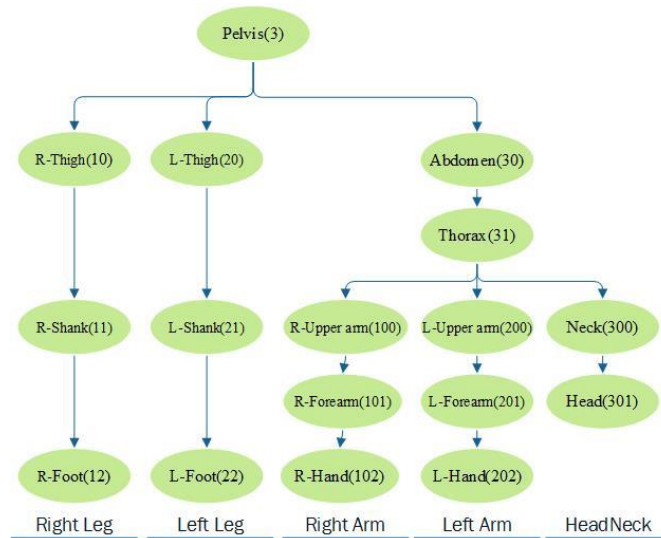 Pelvis(3)
R-Thigh(10)
L-Thigh(20)
Abdomen(30)
Thorax(31)
R-Shank(11)
L-Shank(21)
R-Upper arm(100)
L-Upper arm(200)
Neck(300)
R-Forearm(101)
L-Forearm(201)
Head(301)
R-Foot(12)
L-Foot(22)
R-Hand(102)
L-Hand(202)
Right Leg
Left Leg
Right Arm
Left Arm
HeadNeck